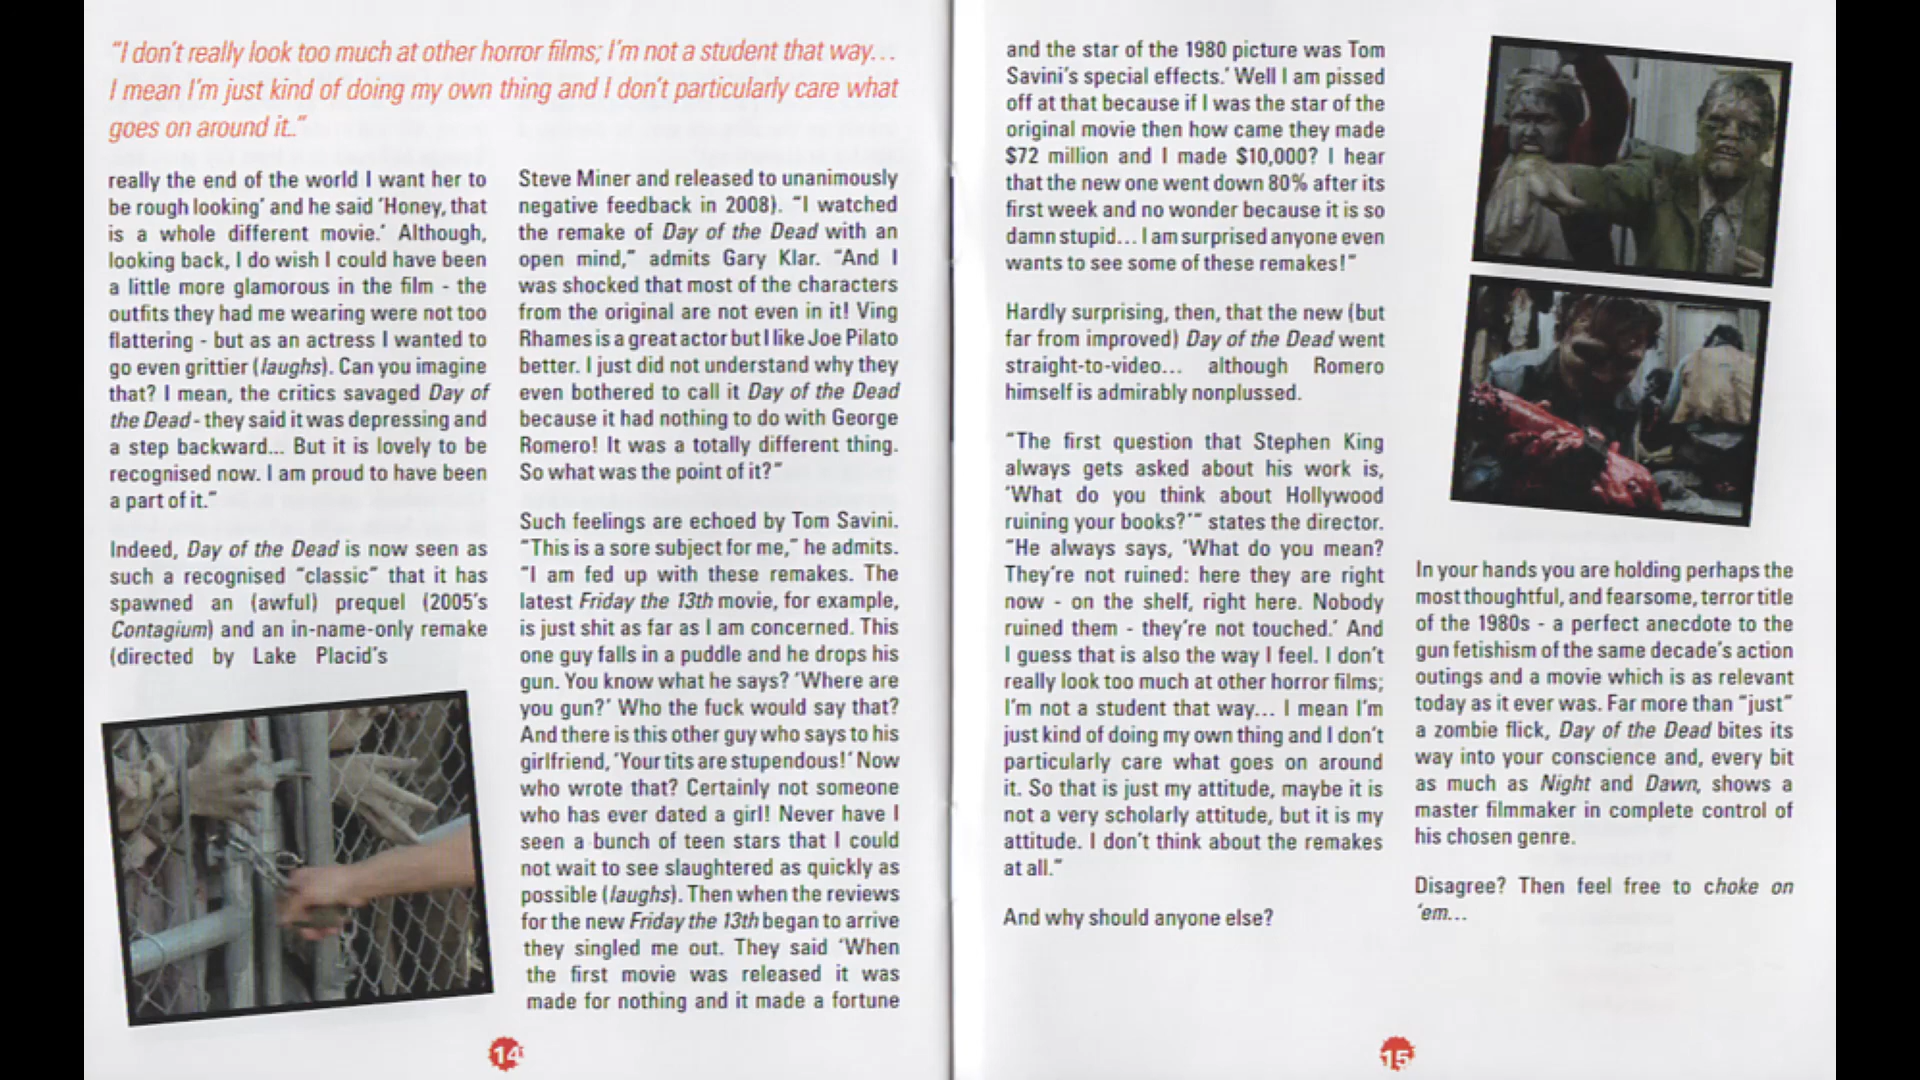 “I don’t really look too much at other horror films; I’m not a student that way…
I mean I’m just kind of doing my own thing and I don’t particularly care what
goes on around it..”
really the end of the world I want her to
be rough looking’ and he said ‘Honey, that
is a whole different movie.’ Although,
looking back, I do wish I could have been
a little more glamorous in the film - the
outfits they had me wearing were not too
flattering - but as an actress I wanted to
go even grittier (laughs). Can you imagine
that? I mean, the critics savaged Day of
the Dead - they said it was depressing and
a step backward... But it is lovely to be
recognised now. I am proud to have been
a part of it.”
Indeed, Day of the Dead is now seen as
such a recognised “classic” that it has
spawned an (awful) prequel (2005’s
Contagium) and an in-name-only remake
(directed by Lake Placid’s
Steve Miner and released to unanimously
negative feedback in 2008). “I watched
the remake of Day of the Dead with an
open mind,” admits Gary Klar. “And I
was shocked that most of the characters
from the original are not even in it! Ving
Rhames is a great actor but I like Joe Pilato
better. I just did not understand why they
even bothered to call it Day of the Dead
because it had nothing to do with George
Romero! It was a totally different thing.
So what was the point of it?”
Such feelings are echoed by Tom Savini.
“This is a sore subject for me,” he admits.
“I am fed up with these remakes. The
latest Friday the 13th movie, for example,
is just shit as far as I am concerned. This
one guy falls in a puddle and he drops his
gun. You know what he says? ‘Where are
you gun?’ Who the fuck would say that?
And there is this other guy who says to his
girlfriend, ‘Your tits are stupendous!’ Now
who wrote that? Certainly not someone
who has ever dated a girl! Never have I
seen a bunch of teen stars that I could
not wait to see slaughtered as quickly as
possible (laughs). Then when the reviews
for the new Friday the 13th began to arrive
they singled me out. They said ‘When
the first movie was released it was
made for nothing and it made a fortune
14
and the star of the 1980 picture was Tom
Savini’s special effects.’ Well I am pissed
off at that because if I was the star of the
original movie then how came they made
$72 million and I made $10,000? I hear
that the new one went down 80% after its
first week and no wonder because it is so
damn stupid... I am surprised anyone even
wants to see some of these remakes!”
Hardly surprising, then, that the new (but
far from improved) Day of the Dead went
straight-to-video... although Romero
himself is admirably nonplussed.
“The first question that Stephen King
always gets asked about his work is,
‘What do you think about Hollywood
ruining your books?’” states the director.
“He always says, ‘What do you mean?
They’re not ruined: here they are right
now - on the shelf, right here. Nobody
ruined them - they’re not touched.’ And
I guess that is also the way I feel. I don’t
really look too much at other horror films;
I’m not a student that way... I mean I’m
just kind of doing my own thing and I don’t
particularly care what goes on around
it. So that is just my attitude, maybe it is
not a very scholarly attitude, but it is my
attitude. I don’t think about the remakes
at all.”
And why should anyone else?
In your hands you are holding perhaps the
most thoughtful, and fearsome, terror title
of the 1980s - a perfect anecdote to the
gun fetishism of the same decade’s action
outings and a movie which is as relevant
today as it ever was. Far more than “just”
a zombie flick, Day of the Dead bites its
way into your conscience and, every bit
as much as Night and Dawn, shows a
master filmmaker in complete control of
his chosen genre.
Disagree? Then feel free to choke on
‘em...
15